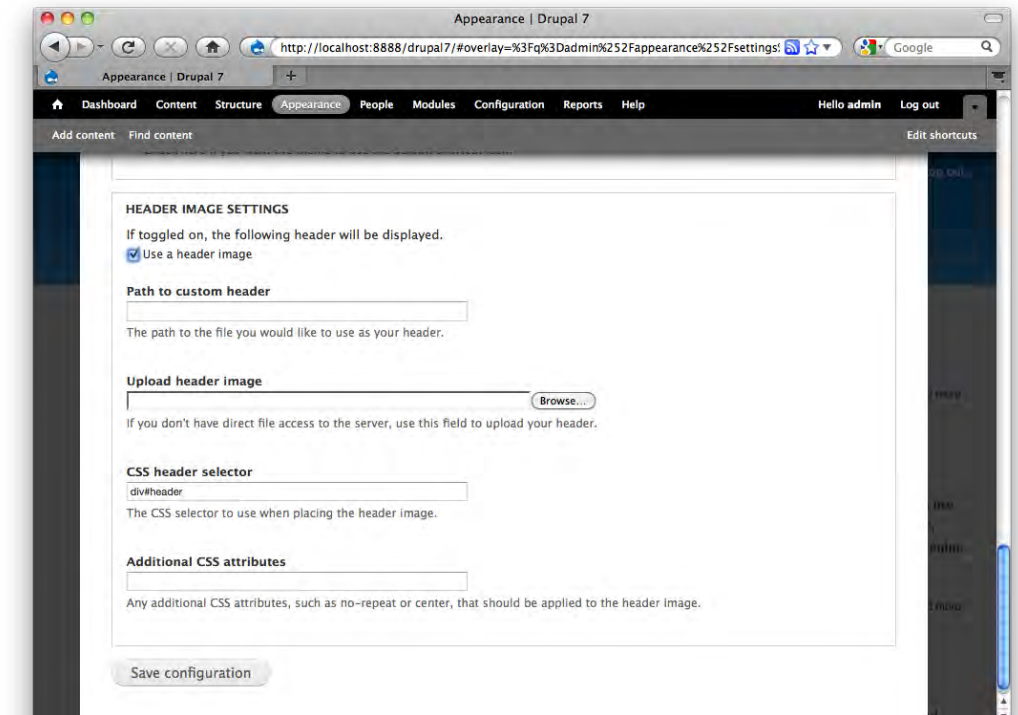 Appearance | Drupal 7
http://localhost:8888/drupal7/#overlay=%3Fq%3Dadmin%252Fappearance%252Fsettings
Google
Appearance | Drupal 7 +
Dashboard Content Structure Appearance People Modules Configuration Reports Help Hello admin Log out
Add content Find content Edit shortcuts
HEADER IMAGE SETTINGS
If toggled on, the following header will be displayed.
Use a header image
Path to custom header
The path to the file you would like to use as your header.
Upload header image
Browse...
If you don't have direct file access to the server, use this field to upload your header.
CSS header selector
div#header
The CSS selector to use when placing the header image.
Additional CSS attributes
Any additional CSS attributes, such as no-repeat or center, that should be applied to the header image.
Save configuration